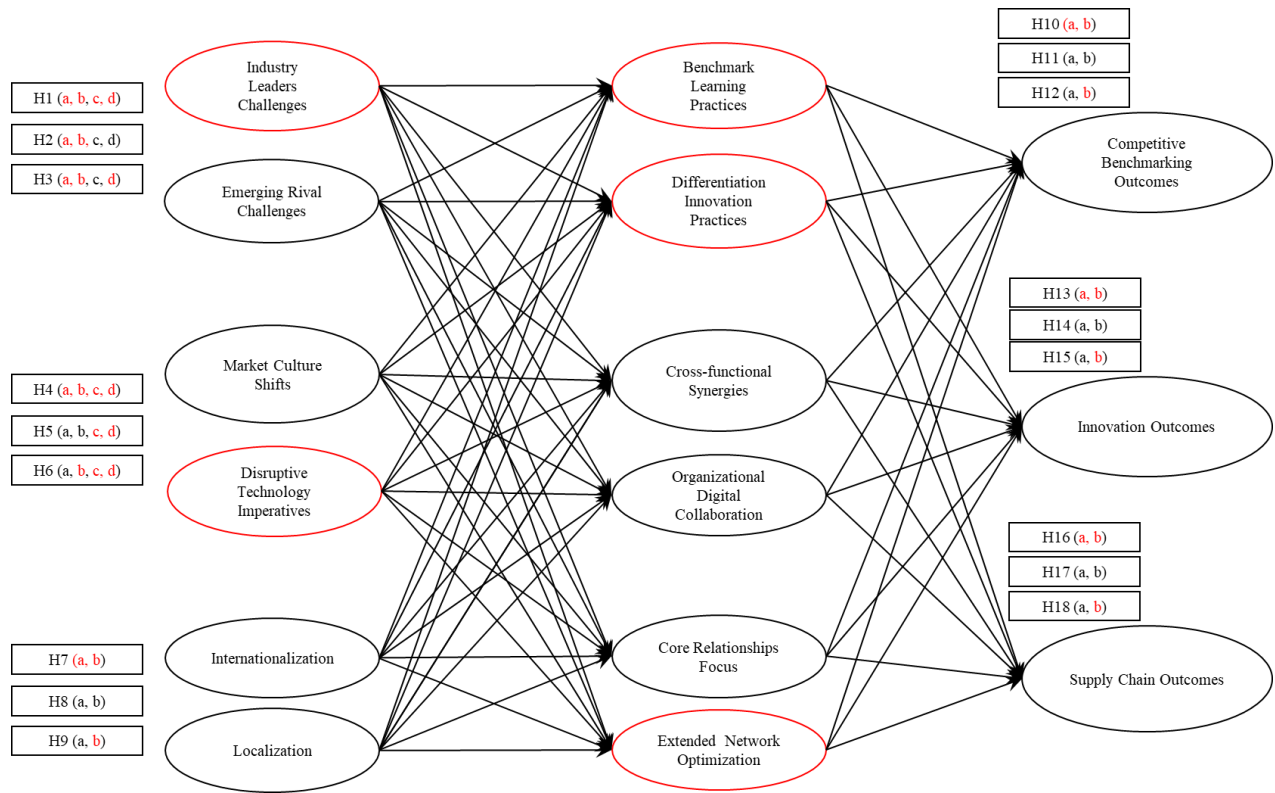 H1 (a, b, c, d)
H2 (a, b, c, d)
H3 (a, b, c, d)
H4 (a, b, c, d)
H5 (a, b, c, d)
H6 (a, b, c, d)
H7 (a, b)
H8 (a, b)
H9 (a, b)
Industry
Leaders
Challenges
Emerging Rival
Challenges
Market Culture
Shifts
Disruptive
Technology
Imperatives
Internationalization
Localization
Benchmark
Learning
Practices
Differentiation
Innovation
Practices
Cross-functional
Synergies
Organizational
Digital
Collaboration
Core Relationships
Focus
Extended Network
Optimization
H10 (a, b)
H11 (a, b)
H12 (a, b)
Competitive
Benchmarking
Outcomes
H13 (a, b)
H14 (a, b)
H15 (a, b)
Innovation Outcomes
H16 (a, b)
H17 (a, b)
H18 (a, b)
Supply Chain Outcomes